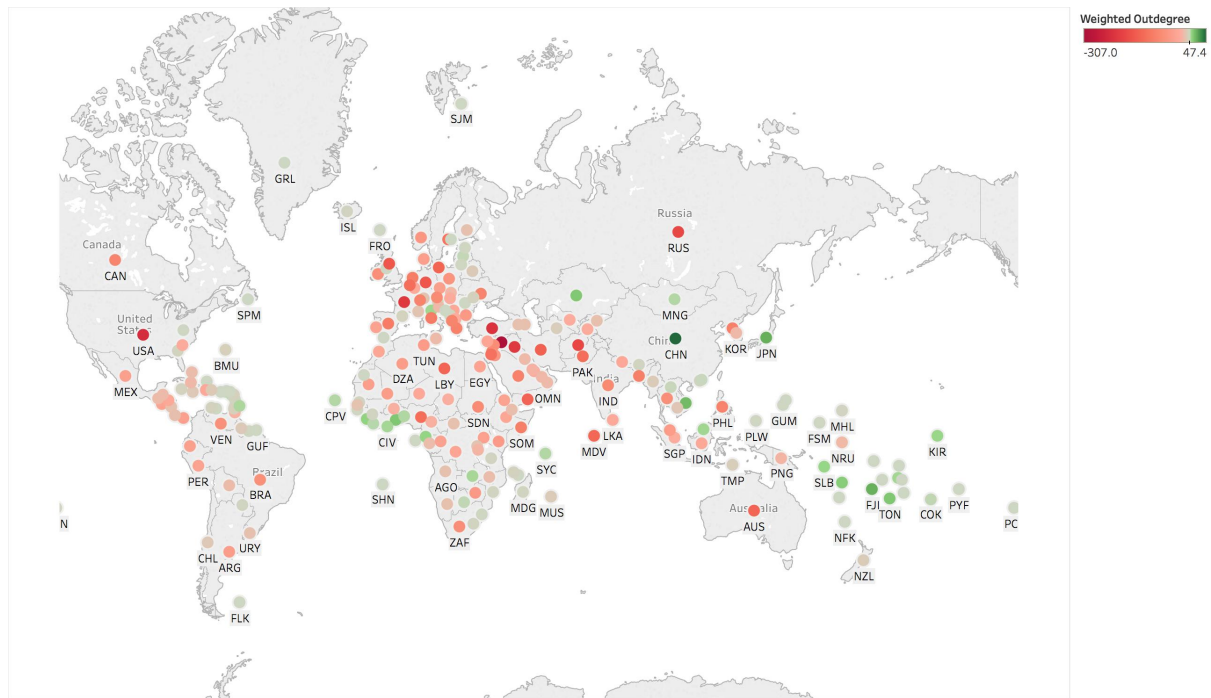 Weighted Outdegree
-307.0 47.4
SJM
GRL
ISL
FRO
Russia
RUS
Canada
CAN
SPM
MNG
United
States
USA
BMU
CHN
KOR
JPN
MEX
TUN
DZA
LBY
EGY
PAK
India
IND
OMN
CPV
CIV
SDN
SOM
MDV
LKA
PHL
PLW
GUM
FSM
MHL
NRU
KIR
VEN
GUF
SGP
IDN
PNG
TMP
SLB
PER
Brazil
BRA
SHN
AGO
SYC
MDG
MUS
FJI
TON
COK
PYF
N
PC
Australia
AUS
NFK
ZAF
CHL
URY
ARG
NZL
FLK